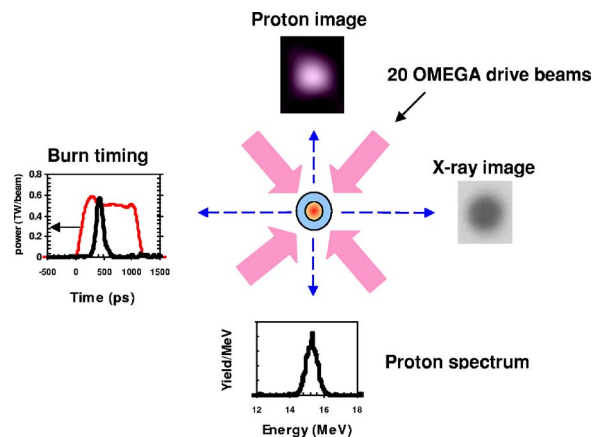 Proton image
20 OMEGA drive beams
Burn timing
X-ray image
power (TW/beam)
0.8
0.6
0.4
0.2
0
-500 0 500 1000 1500
Time (ps)
Proton spectrum
Yield/MeV
12 14 16 18
Energy (MeV)